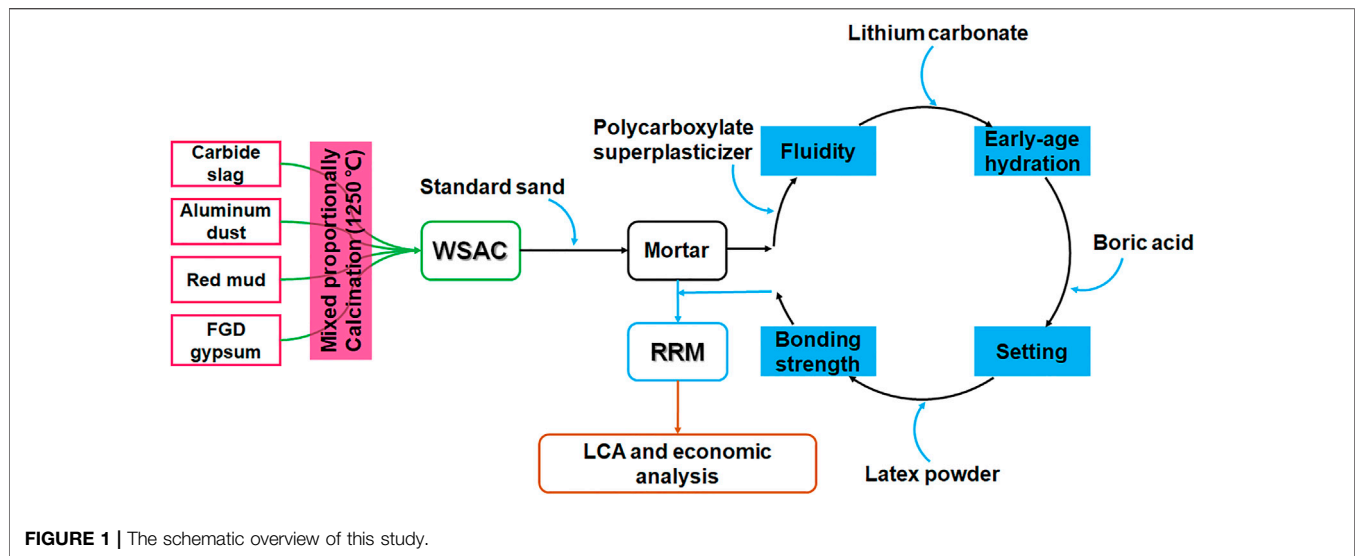 Carbide
slag
Aluminum
dust
Red mud
FGD
gypsum
Mixed proportionally
Calcination (1250 °C)
WSAC
Standard sand
Mortar
RRM
LCA and economic
analysis
Polycarboxylate
superplasticizer
Fluidity
Lithium carbonate
Early-age
hydration
Boric acid
Setting
Latex powder
Bonding
strength
FIGURE 1 | The schematic overview of this study.